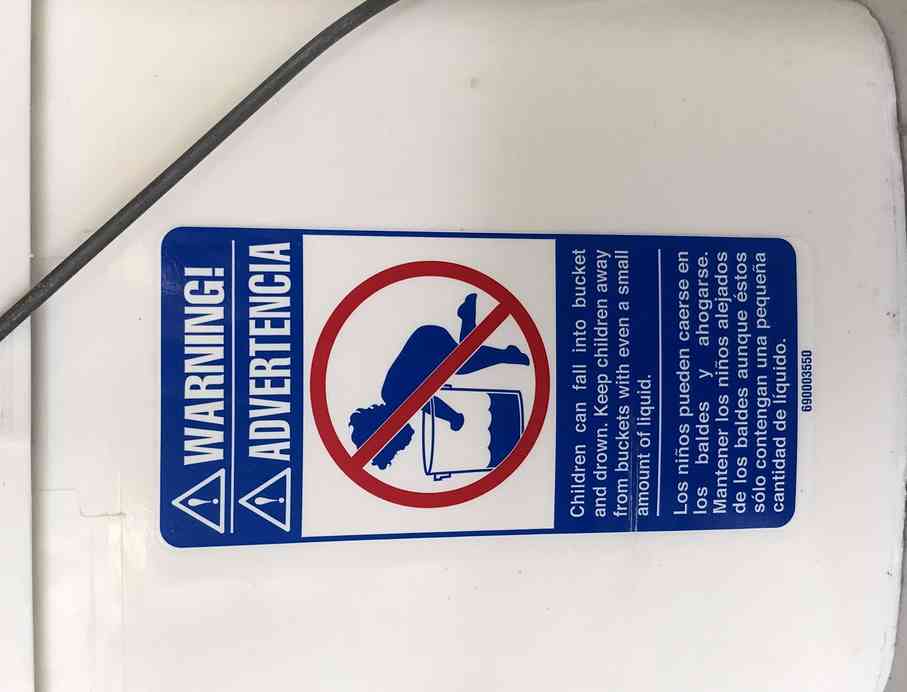 WARNING!
ADVERTENCIA
Children can fall into bucket
and drown. Keep children away
from buckets with even a small
amount of liquid.
Los niños pueden caerse en
los baldes y ahogarse.
Mantener los niños alejados
de los baldes aunque éstos
sólo contengan una pequeña
cantidad de líquido.
690003550